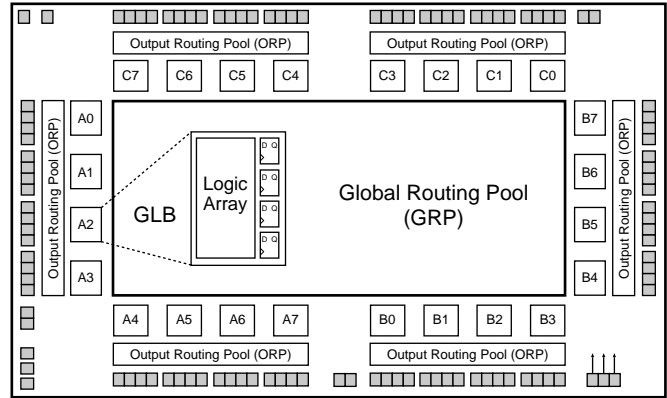 Output Routing Pool (ORP)
Output Routing Pool (ORP)
C7 C6 C5 C4
C3 C2 C1 C0
Output Routing Pool (ORP)
A0
A1
A2
A3
GLB
Logic
Array
D Q
D Q
D Q
D Q
Global Routing Pool
(GRP)
B7
B6
B5
B4
Output Routing Pool (ORP)
A4 A5 A6 A7
B0 B1 B2 B3
Output Routing Pool (ORP)
Output Routing Pool (ORP)